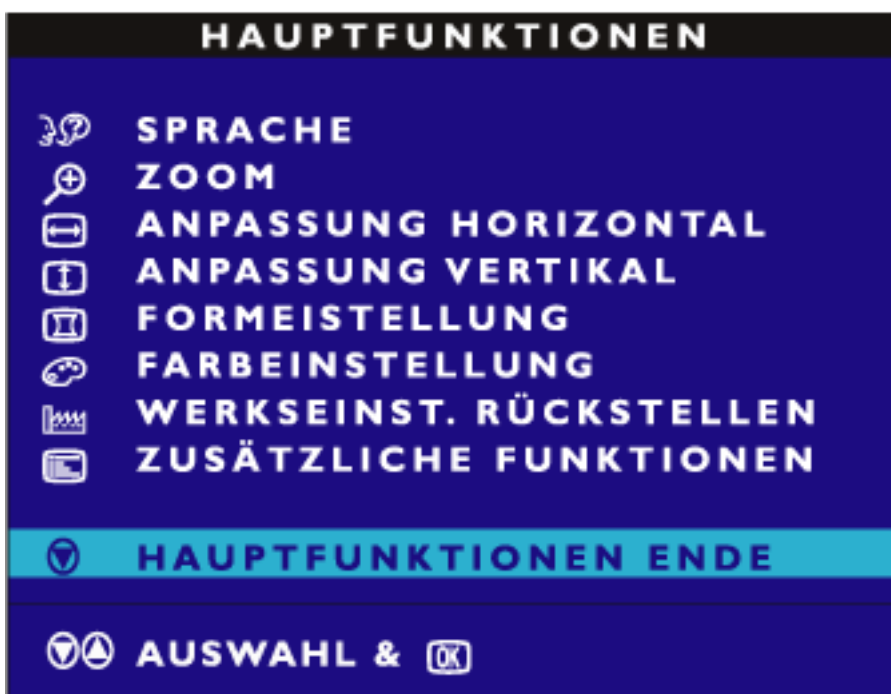 HAUPTFUNKTIONEN
SPRACHE
ZOOM
ANPASSUNG HORIZONTAL
ANPASSUNG VERTIKAL
FORMEISTELLUNG
FARBEINSTELLUNG
WERKSEINST. RÜCKSTELLEN
ZUSÄTZLICHE FUNKTIONEN
HAUPTFUNKTIONEN ENDE
AUSWAHL & OK